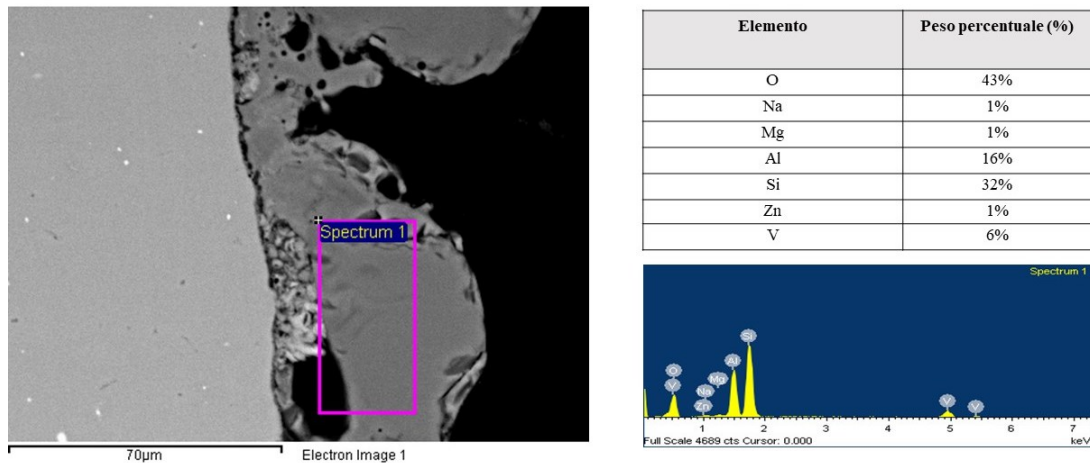 Spectrum 1
70μm
Electron Image 1
Elemento Peso percentuale (%)
O 43%
Na 1%
Mg 1%
Al 16%
Si 32%
Zn 1%
V 6%
Spectrum 1
Si
O
Al
V
Mg
Na
Zn
V
V
0 1 2 3 4 5 6 7
Full Scale 4689 cts Cursor: 0.000
keV